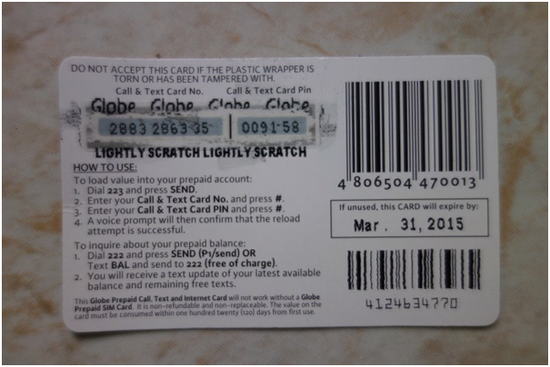 DO NOT ACCEPT THIS CARD IF THE PLASTIC WRAPPER IS
TORN OR HAS BEEN TAMPERED WITH.
Call & Text Card No. Call & Text Card Pin
Globe Globe Globe Globe
2883 2863 35 0091-58
LIGHTLY SCRATCH LIGHTLY SCRATCH
HOW TO USE:
To load value into your prepaid account:
1. Dial 223 and press SEND.
2. Enter your Call & Text Card No. and press #.
3. Enter your Call & Text Card PIN and press #.
4. A voice prompt will then confirm that the reload
attempt is successful.
To inquire about your prepaid balance:
1. Dial 222 and press SEND (P1/send) OR
Text BAL and send to 222 (free of charge).
2. You will receive a text update of your latest available
balance and remaining free texts.
This Globe Prepaid Call, Text and Internet Card will not work without a Globe
Prepaid SIM Card. It is non-refundable and non-replaceable. The value on the
card must be consumed within one hundred twenty (120) days from first use.
4 806504 470013
If unused, this CARD will expire by:
Mar. 31, 2015
4124634770